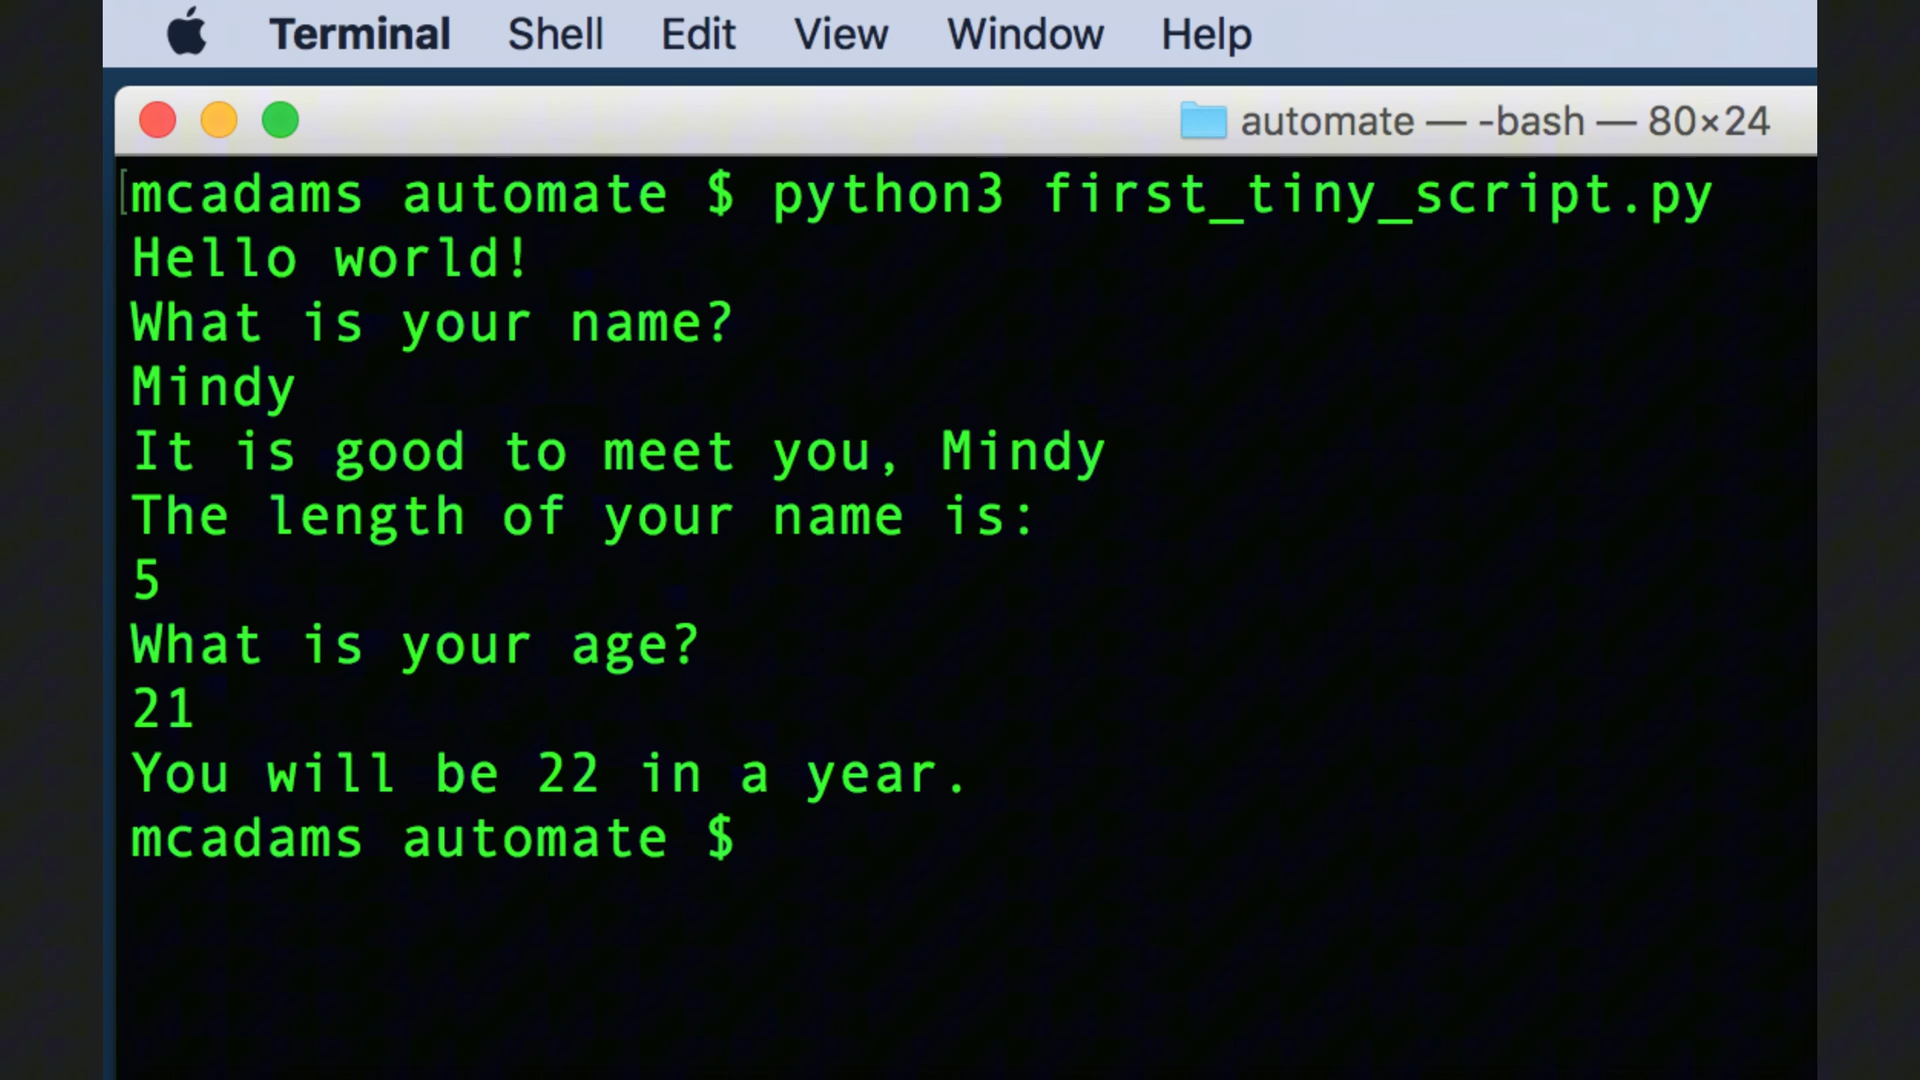 Terminal Shell Edit View Window Help
automate — -bash — 80×24
mcadams automate $ python3 first_tiny_script.py
Hello world!
What is your name?
Mindy
It is good to meet you, Mindy
The length of your name is:
5
What is your age?
21
You will be 22 in a year.
mcadams automate $